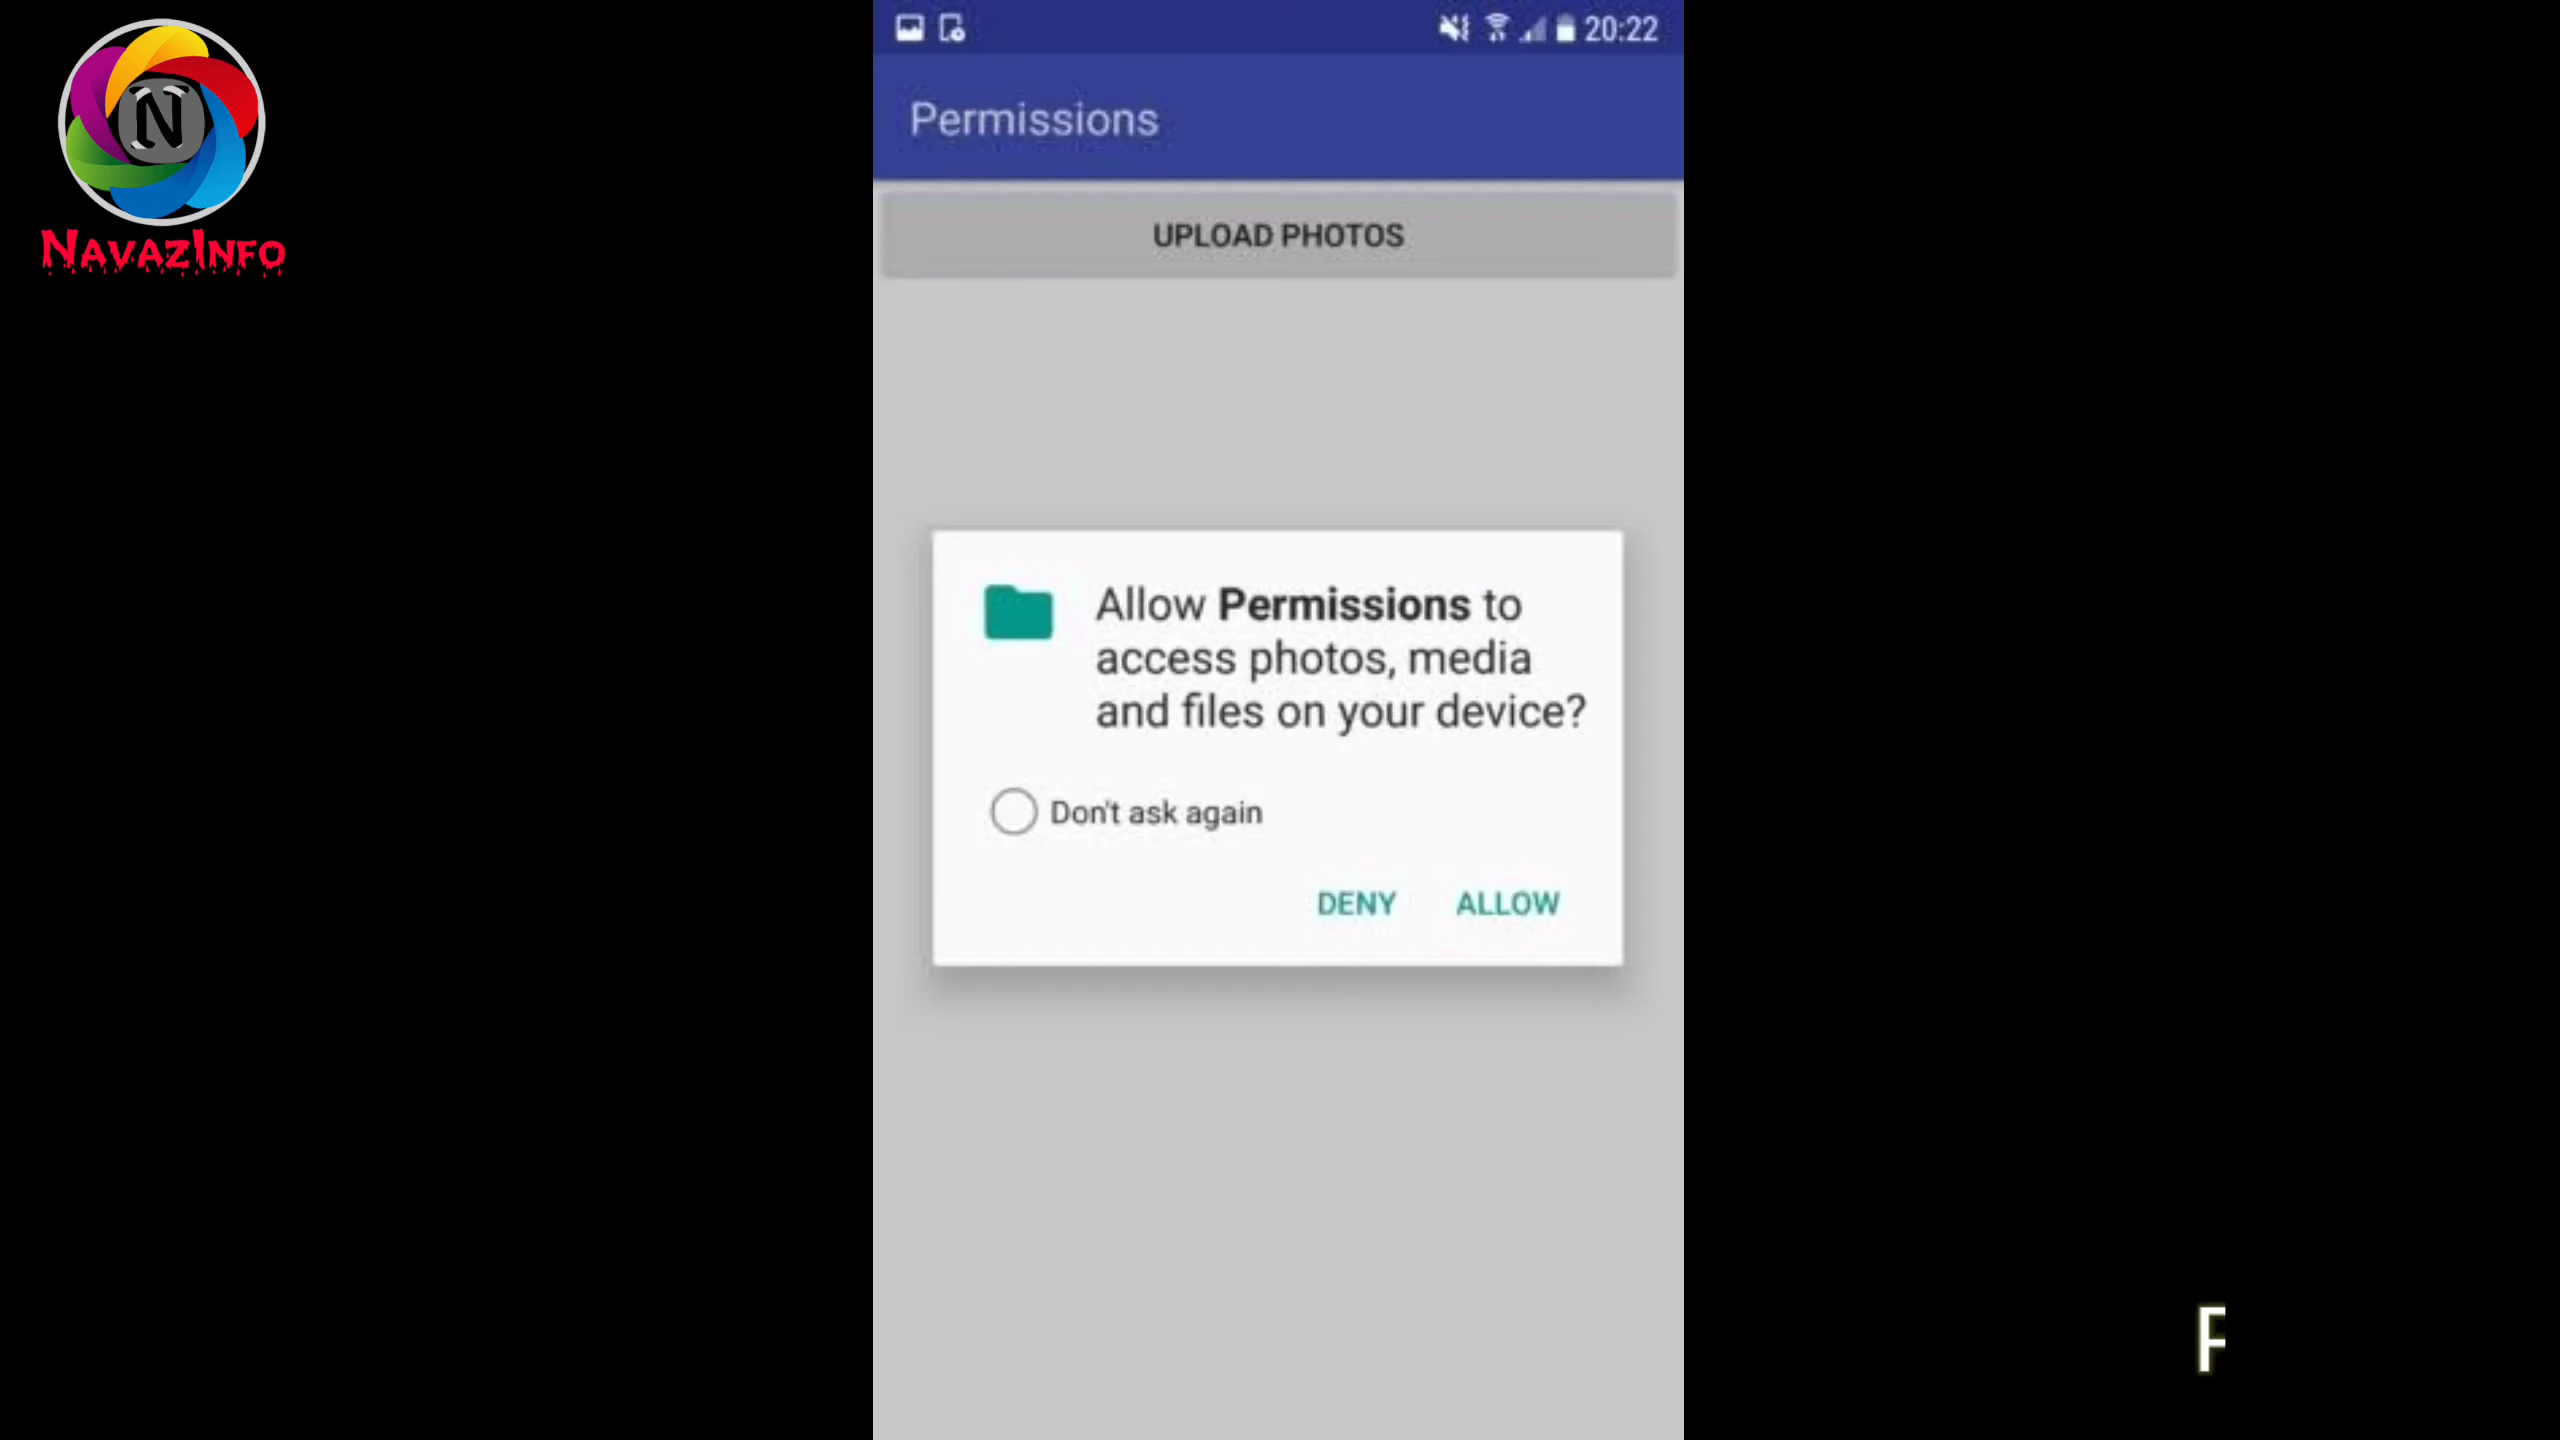 N
NavazInfo
20:22
Permissions
UPLOAD PHOTOS
Allow Permissions to
access photos, media
and files on your device?
Don't ask again
DENY ALLOW